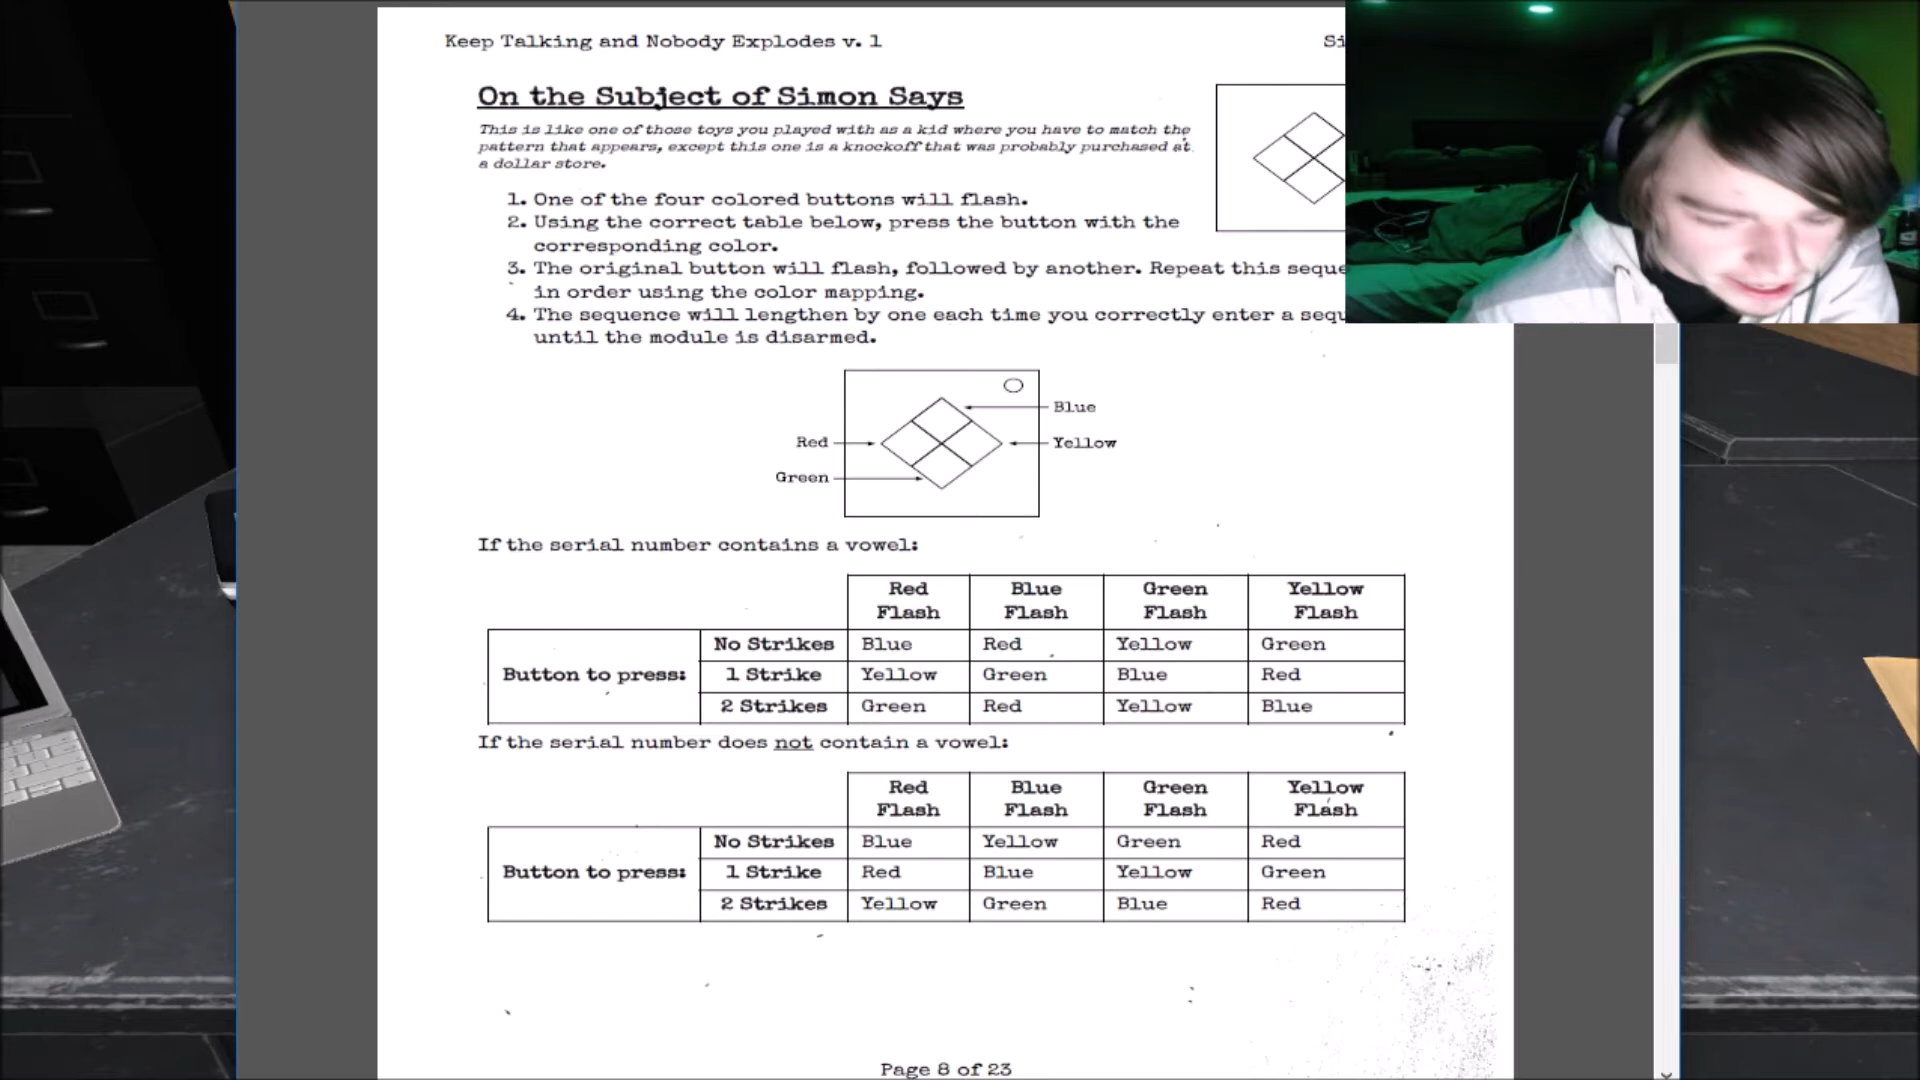 Keep Talking and Nobody Explodes v. 1
On the Subject of Simon Says
This is like one of those toys you played with as a kid where you have to match the
pattern that appears, except this one is a knockoff that was probably purchased at
a dollar store.
1. One of the four colored buttons will flash.
2. Using the correct table below, press the button with the
corresponding color.
3. The original button will flash, followed by another. Repeat this
in order using the color mapping.
4. The sequence will lengthen by one each time you correctly enter a
until the module is disarmed.
Blue
Red
Yellow
Green
If the serial number contains a vowel:
Red Flash Blue Flash Green Flash Yellow Flash
Button to press:
No Strikes Blue Red Yellow Green
1 Strike Yellow Green Blue Red
2 Strikes Green Red Yellow Blue
If the serial number does not contain a vowel:
Red Flash Blue Flash Green Flash Yellow Flash
Button to press:
No Strikes Blue Yellow Green Red
1 Strike Red Blue Yellow Green
2 Strikes Yellow Green Blue Red
Page 8 of 23